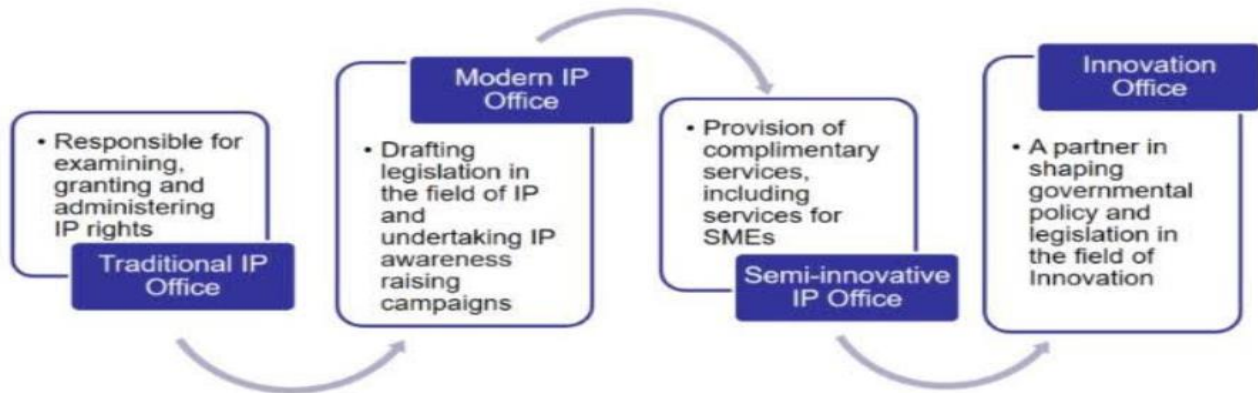 • Responsible for
examining,
granting and
administering
IP rights
Traditional IP
Office
Modern IP
Office
• Drafting
legislation in
the field of IP
and
undertaking IP
awareness
raising
campaigns
• Provision of
complimentary
services,
including
services for
SMEs
Semi-innovative
IP Office
Innovation
Office
• A partner in
shaping
governmental
policy and
legislation in
the field of
Innovation